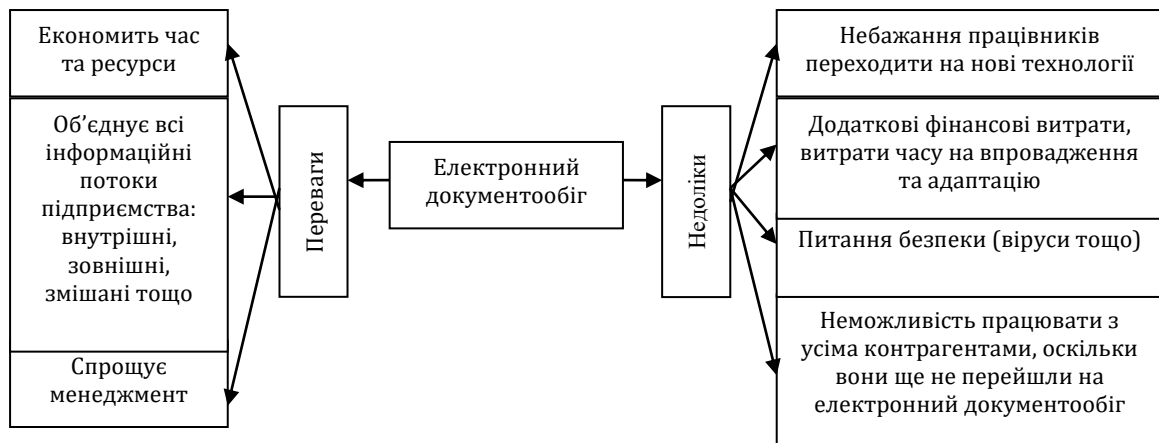 Економить час
та ресурси
Об’єднує всі
інформаційні
потоки
підприємства:
внутрішні,
зовнішні,
змішані тощо
Спрощує
менеджмент
Переваги
Електронний
документообіг
Недоліки
Небажання працівників
переходити на нові технології
Додаткові фінансові витрати,
витрати часу на впровадження
та адаптацію
Питання безпеки (віруси тощо)
Неможливість працювати з
усіма контрагентами, оскільки
вони ще не перейшли на
електронний документообіг